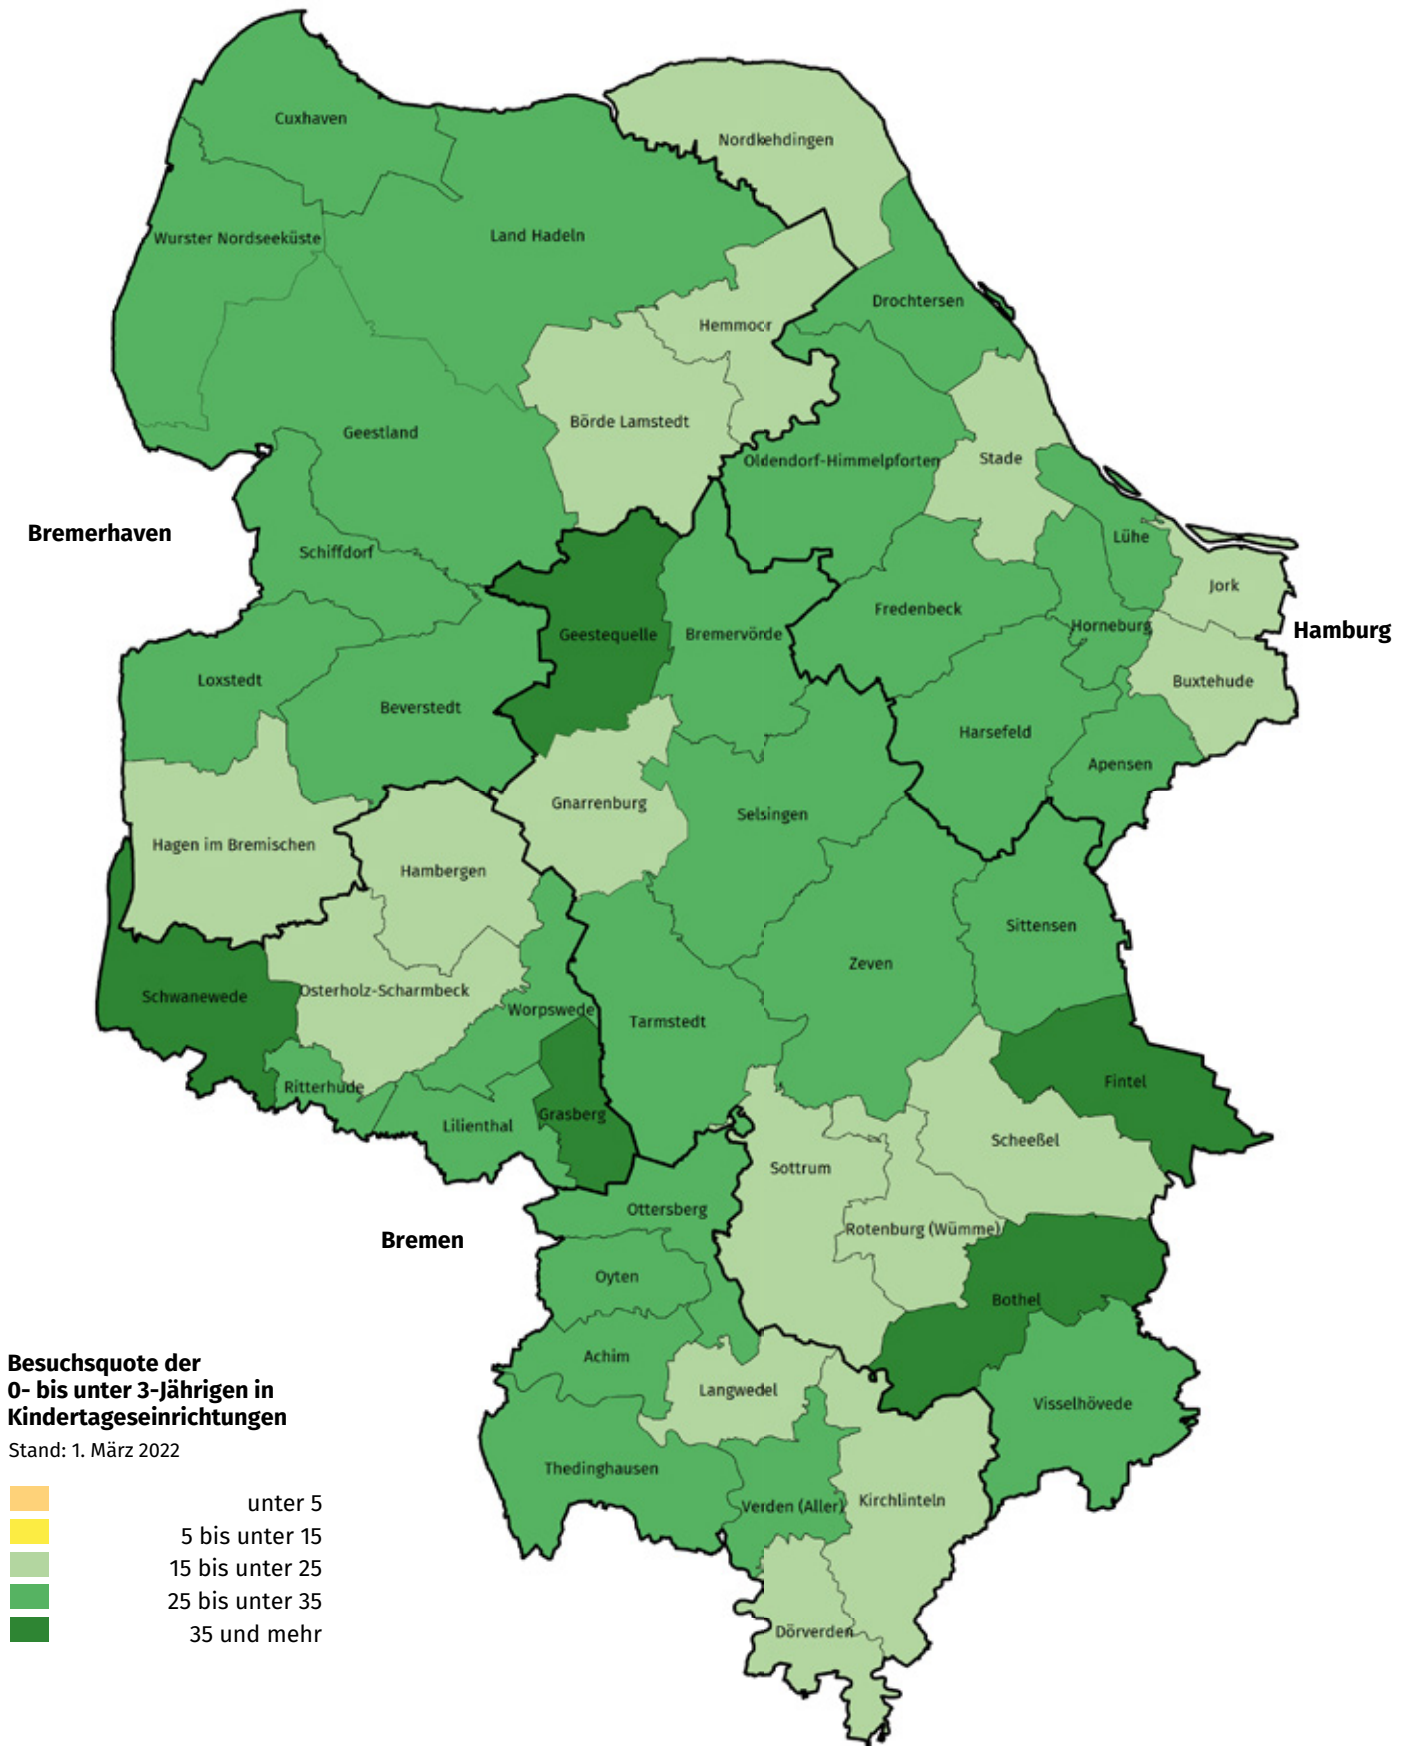 Cuxhaven
Nordkehdingen
Wurster Nordseeküste
Land Hadeln
Drochtersen
Hemmoor
Börde Lamstedt
Geestland
Oldendorf-Himmelpforten
Stade
Bremerhaven
Schiffdorf
Lühe
Jork
Fredenbeck
Horneburg
Hamburg
Geestequelle
Bremervörde
Loxstedt
Buxtehude
Beverstedt
Harsefeld
Apensen
Gnarrenburg
Selsingen
Hagen im Bremischen
Hambergen
Sittensen
Zeven
Schwanewede
Osterholz-Scharmbeck
Worpswede
Tarmstedt
Fintel
Ritterhude
Grasberg
Lilienthal
Scheeßel
Sottrum
Ottersberg
Rotenburg (Wümme)
Bremen
Oyten
Bothel
Achim
Langwedel
Visselhövede
Thedinghausen
Verden (Aller)
Kirchlinteln
Dörverden
Besuchsquote der
0- bis unter 3-Jährigen in
Kindertageseinrichtungen
Stand: 1. März 2022
unter 5
5 bis unter 15
15 bis unter 25
25 bis unter 35
35 und mehr